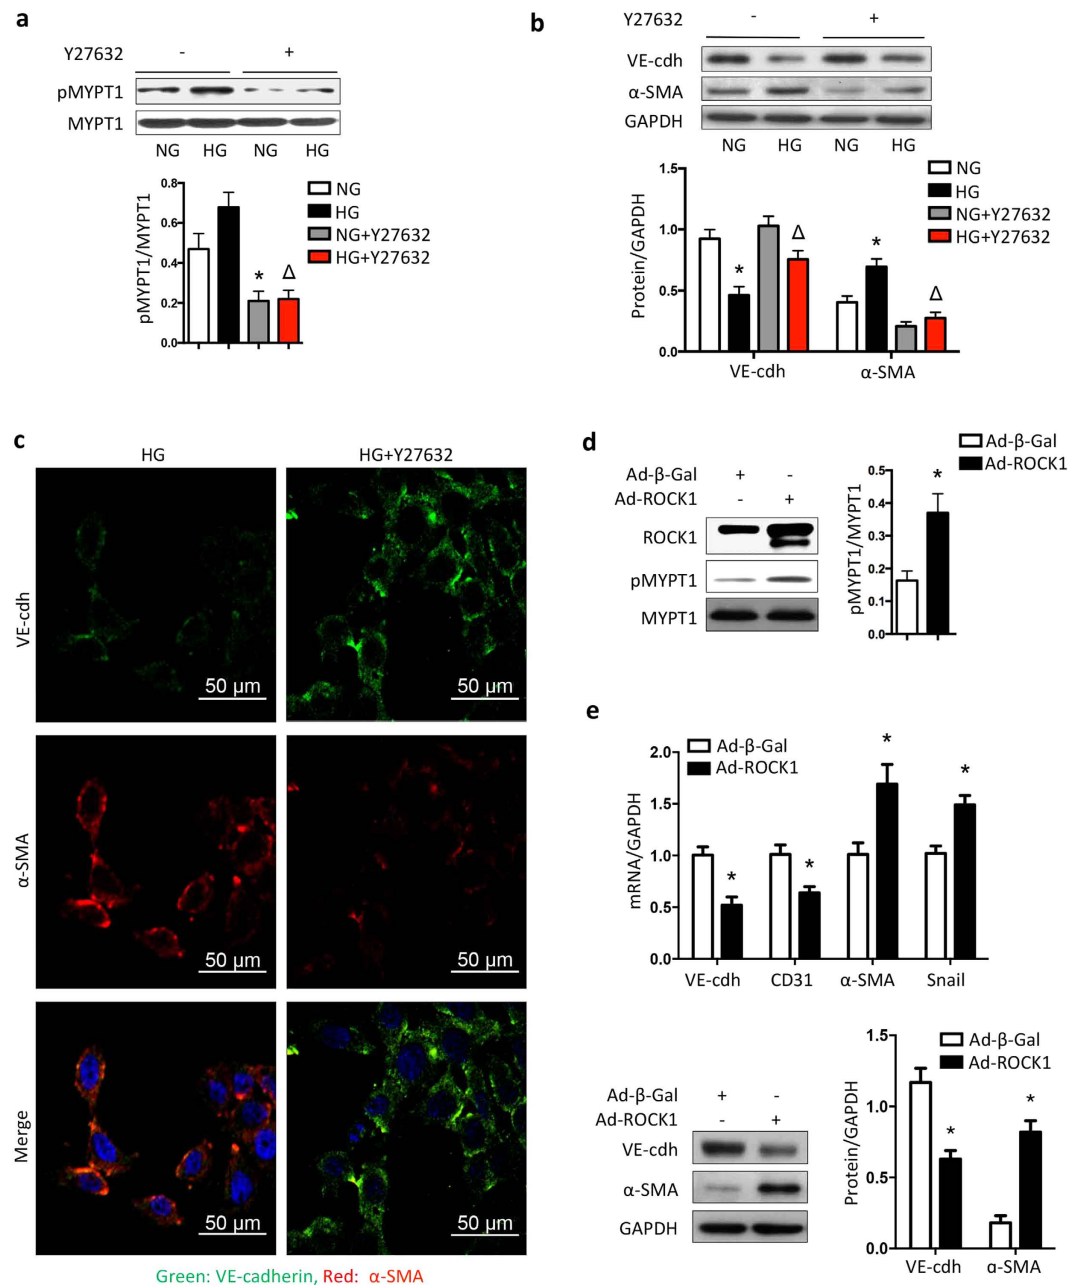 a
Y27632 - +
pMYPT1
MYPT1
NG HG NG HG
pMYPT1/MYPT1
0.8
0.6
0.4
0.2
0.0
* Δ
NG
HG
NG+Y27632
HG+Y27632
b
Y27632 - +
VE-cdh
α-SMA
GAPDH
NG HG NG HG
Protein/GAPDH
1.5
1.0
0.5
0.0
* Δ * Δ
NG
HG
NG+Y27632
HG+Y27632
VE-cdh α-SMA
c
HG HG+Y27632
VE-cdh
50 µm 50 µm
α-SMA
50 µm 50 µm
Merge
50 µm 50 µm
Green: VE-cadherin, Red: α-SMA
d
Ad-β-Gal + -
Ad-ROCK1 - +
ROCK1
pMYPT1
MYPT1
Ad-β-Gal
Ad-ROCK1
pMYPT1/MYPT1
0.5
0.4
0.3
0.2
0.1
0.0
*
e
mRNA/GAPDH
2.0
1.5
1.0
0.5
0.0
Ad-β-Gal
Ad-ROCK1
* * * *
VE-cdh CD31 α-SMA Snail
Ad-β-Gal + -
Ad-ROCK1 - +
VE-cdh
α-SMA
GAPDH
Protein/GAPDH
1.5
1.0
0.5
0.0
Ad-β-Gal
Ad-ROCK1
* *
VE-cdh α-SMA